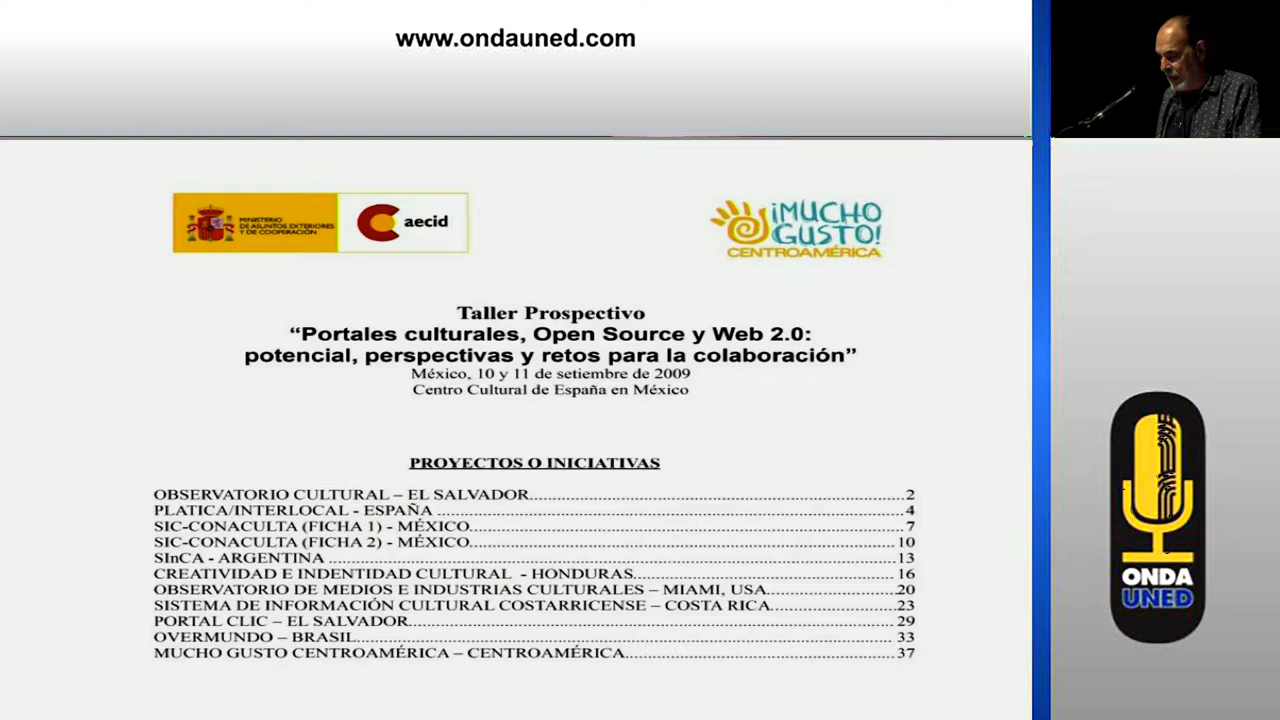 www.ondauned.com
MINISTERIO
DE ASUNTOS EXTERIORES
Y DE COOPERACIÓN
aecid
¡MUCHO
GUSTO!
CENTROAMÉRICA
Taller Prospectivo
“Portales culturales, Open Source y Web 2.0:
potencial, perspectivas y retos para la colaboración”
México, 10 y 11 de setiembre de 2009
Centro Cultural de España en México
PROYECTOS O INICIATIVAS
OBSERVATORIO CULTURAL – EL SALVADOR 2
PLATICA/INTERLOCAL - ESPAÑA 4
SIC-CONACULTA (FICHA 1) - MÉXICO 7
SIC-CONACULTA (FICHA 2) - MÉXICO 10
SInCA - ARGENTINA 13
CREATIVIDAD E INDENTIDAD CULTURAL - HONDURAS 16
OBSERVATORIO DE MEDIOS E INDUSTRIAS CULTURALES – MIAMI, USA 20
SISTEMA DE INFORMACIÓN CULTURAL COSTARRICENSE – COSTA RICA 23
PORTAL CLIC – EL SALVADOR 29
OVERMUNDO – BRASIL 33
MUCHO GUSTO CENTROAMÉRICA – CENTROAMÉRICA 37
ONDA
UNED